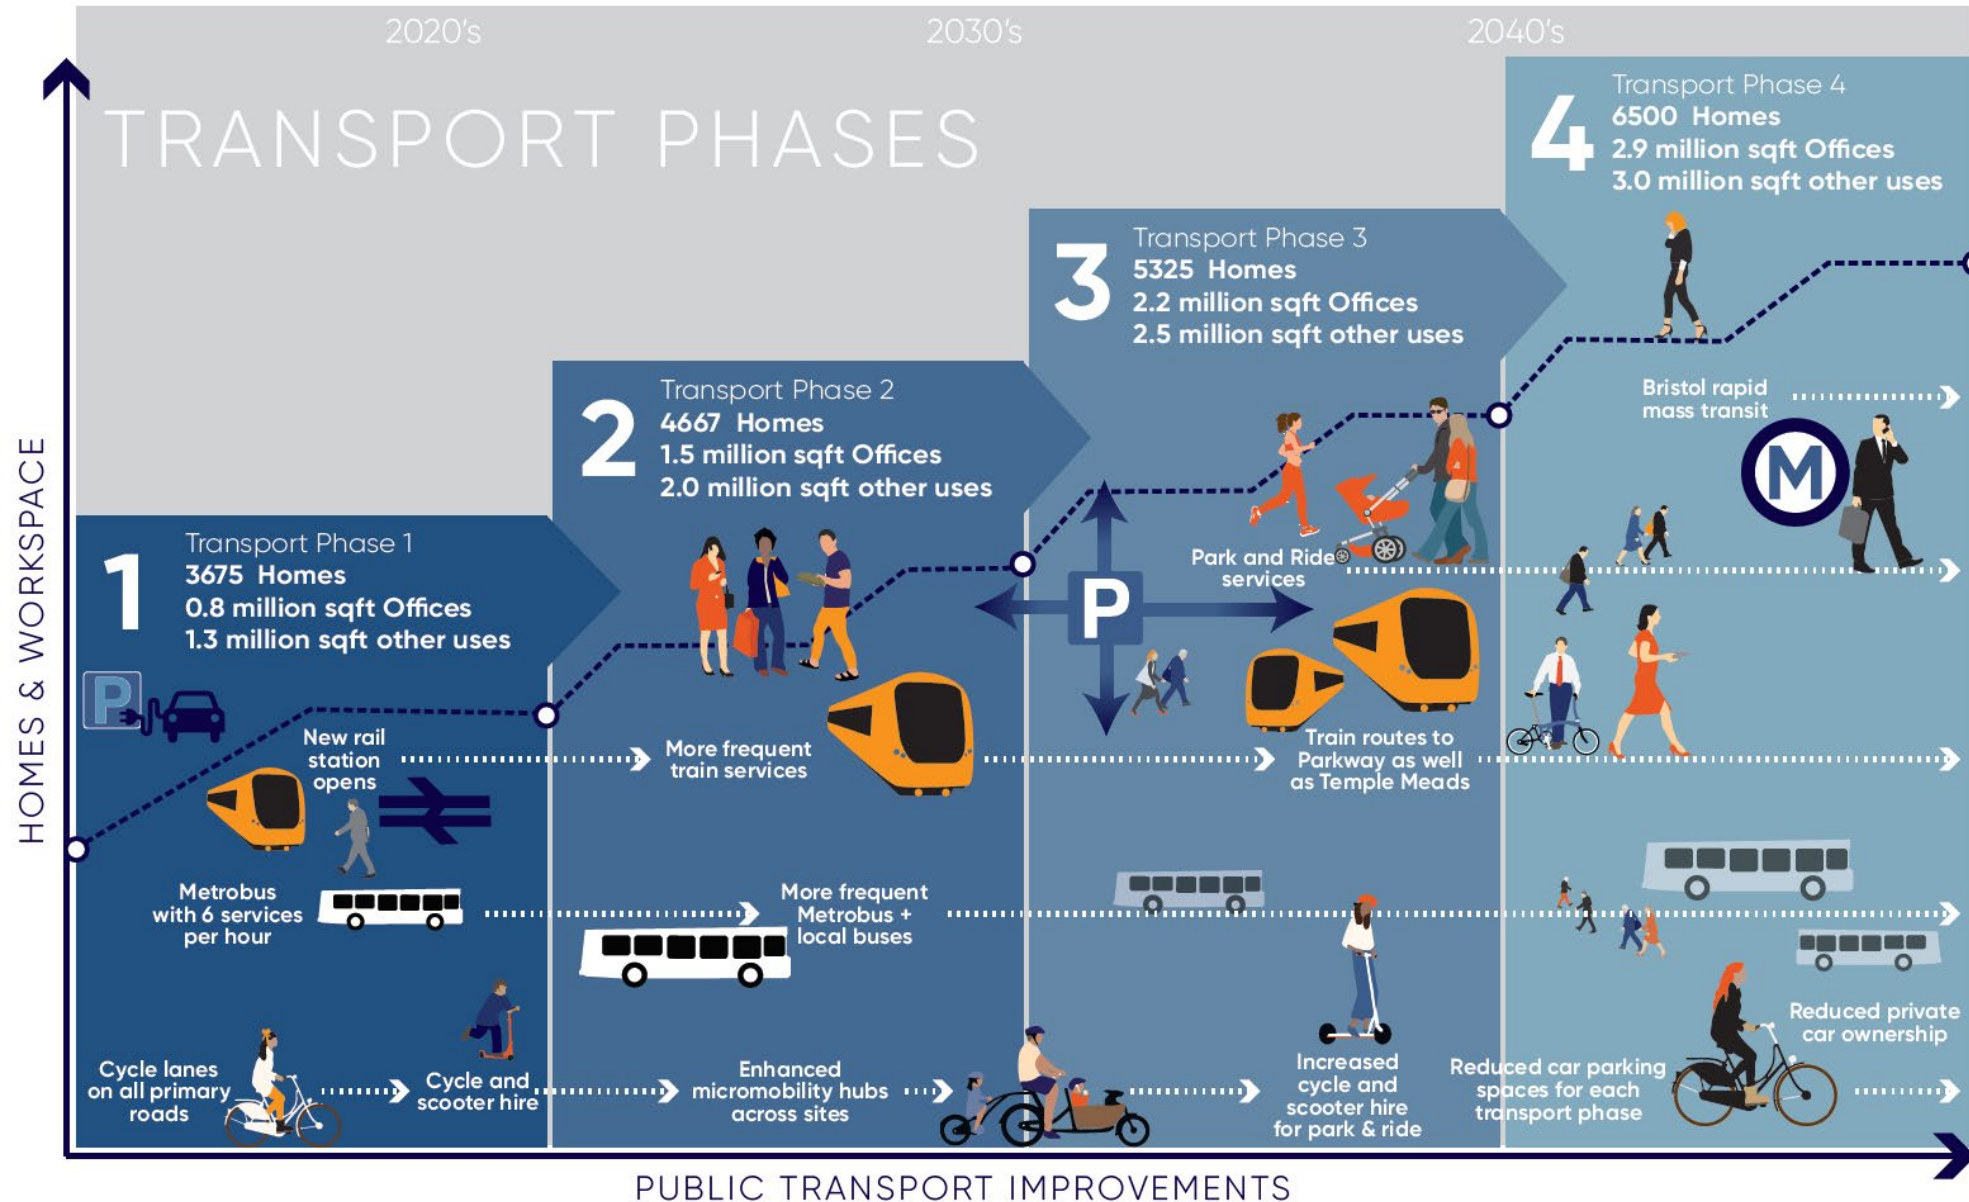 2020's
2030's
2040's
TRANSPORT PHASES
HOMES & WORKSPACE
1
Transport Phase 1
3675 Homes
0.8 million sqft Offices
1.3 million sqft other uses
P
New rail
station
opens
Metrobus
with 6 services
per hour
Cycle lanes
on all primary
roads
Cycle and
scooter hire
2
Transport Phase 2
4667 Homes
1.5 million sqft Offices
2.0 million sqft other uses
More frequent
train services
More frequent
Metrobus +
local buses
Enhanced
micromobility hubs
across sites
3
Transport Phase 3
5325 Homes
2.2 million sqft Offices
2.5 million sqft other uses
P
Park and Ride
services
Train routes to
Parkway as well
as Temple Meads
Increased
cycle and
scooter hire
for park & ride
4
Transport Phase 4
6500 Homes
2.9 million sqft Offices
3.0 million sqft other uses
Bristol rapid
mass transit
M
Reduced private
car ownership
Reduced car parking
spaces for each
transport phase
PUBLIC TRANSPORT IMPROVEMENTS